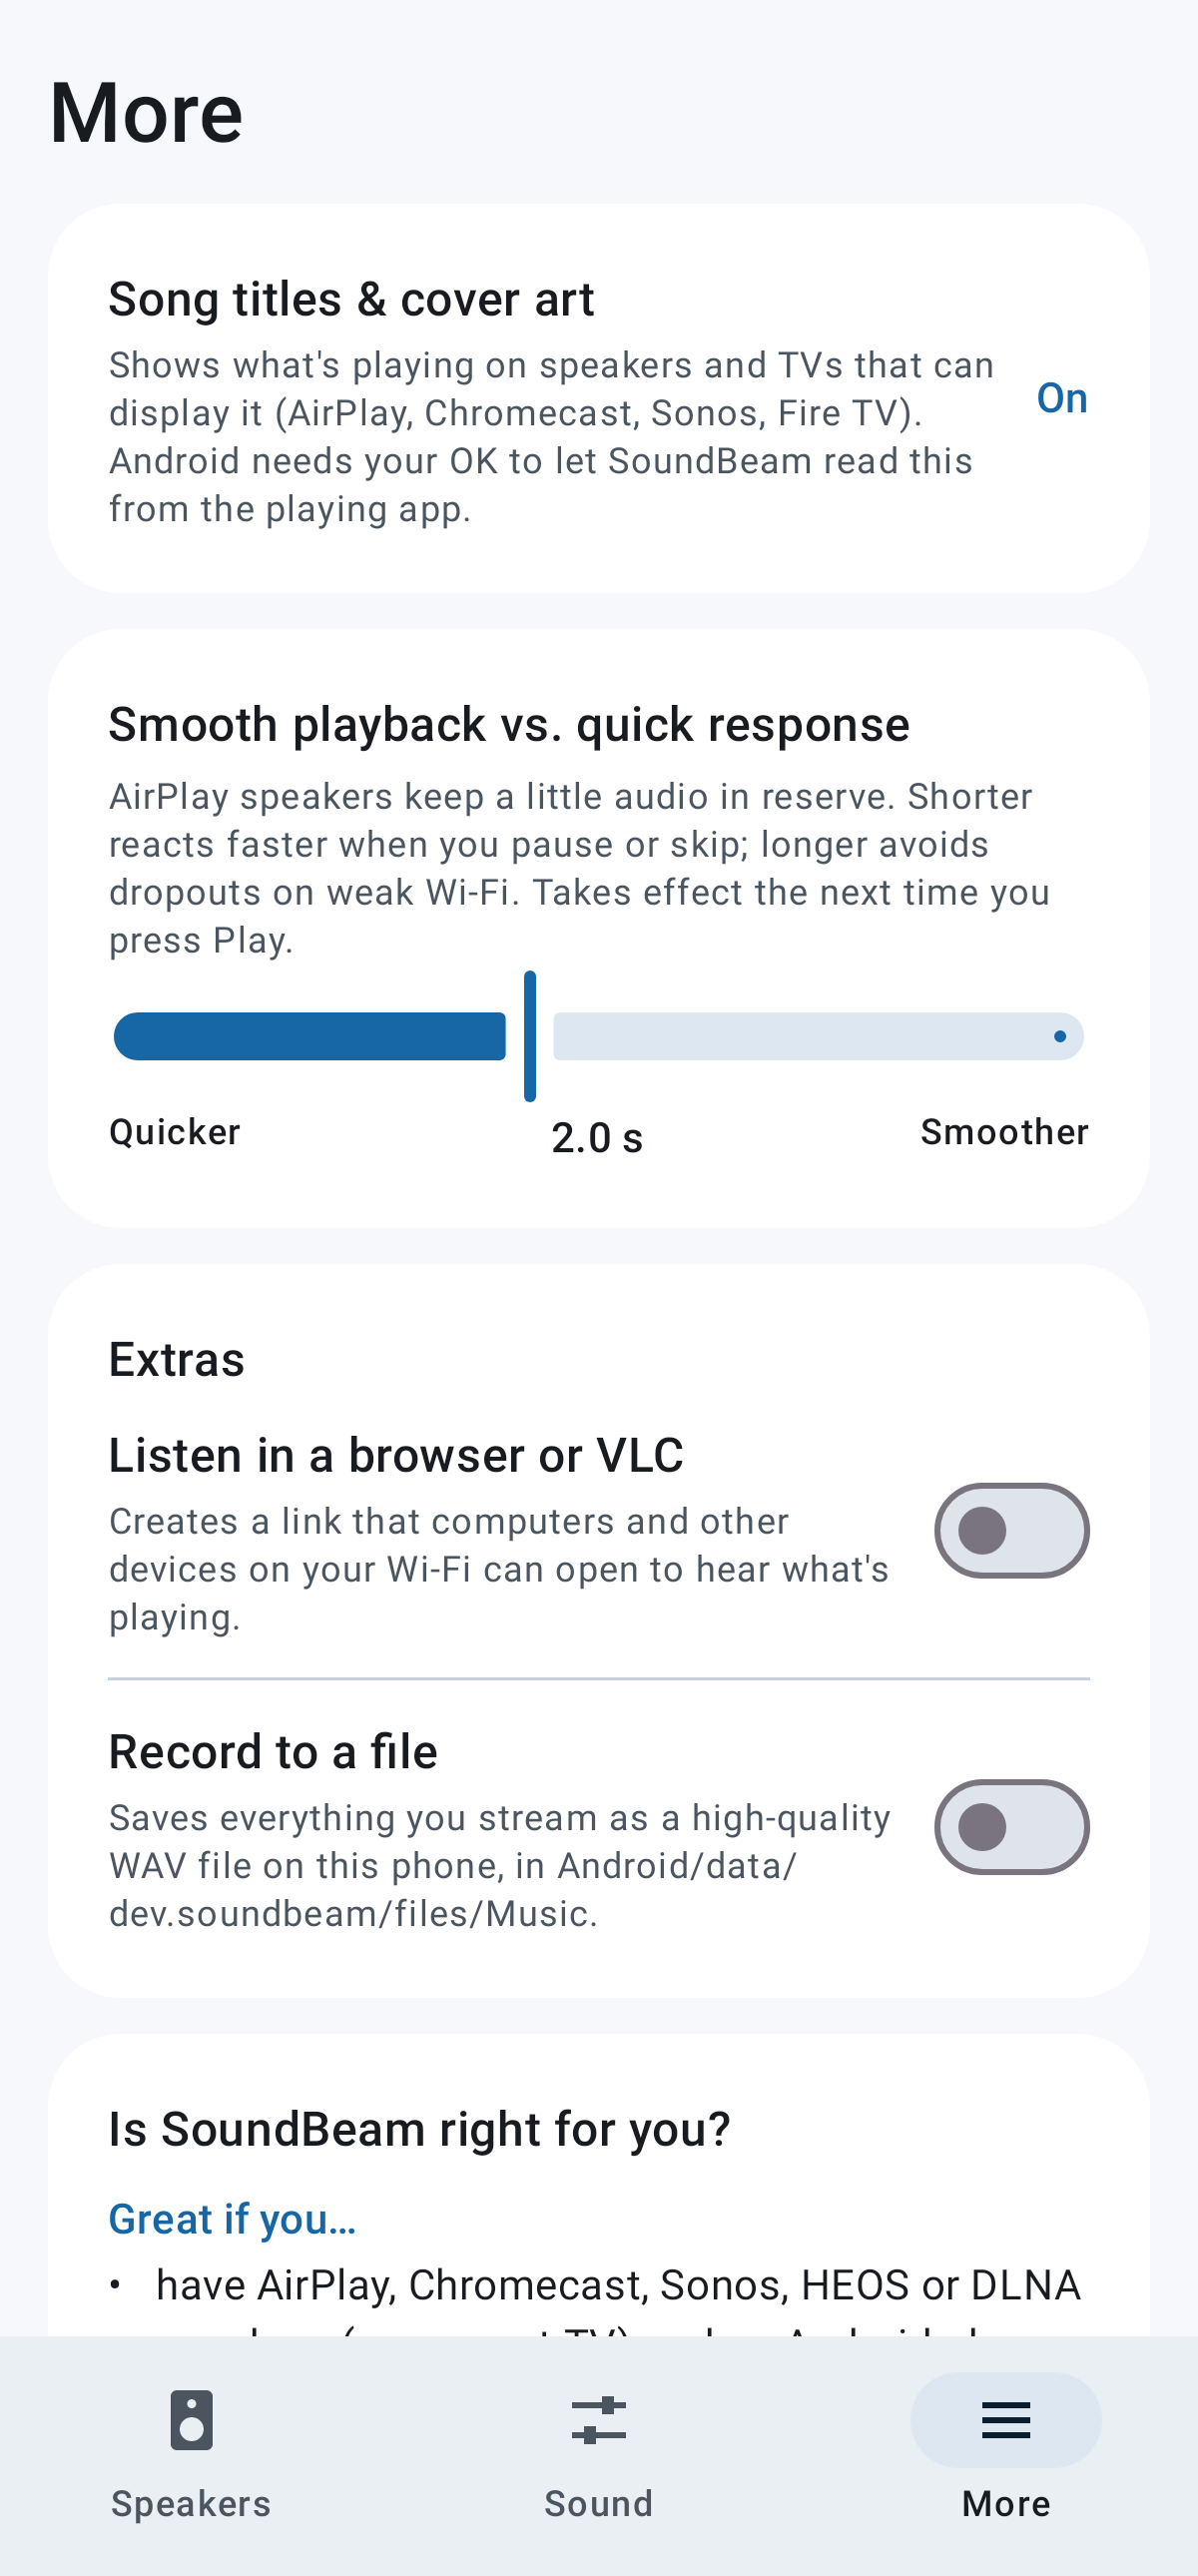 More
Song titles & cover art
Shows what's playing on speakers and TVs that can
display it (AirPlay, Chromecast, Sonos, Fire TV).
Android needs your OK to let SoundBeam read this
from the playing app.
On
Smooth playback vs. quick response
AirPlay speakers keep a little audio in reserve. Shorter
reacts faster when you pause or skip; longer avoids
dropouts on weak Wi-Fi. Takes effect the next time you
press Play.
Quicker
2.0 s
Smoother
Extras
Listen in a browser or VLC
Creates a link that computers and other
devices on your Wi-Fi can open to hear what's
playing.
Record to a file
Saves everything you stream as a high-quality
WAV file on this phone, in Android/data/
dev.soundbeam/files/Music.
Is SoundBeam right for you?
Great if you…
• have AirPlay, Chromecast, Sonos, HEOS or DLNA
Speakers
Sound
More